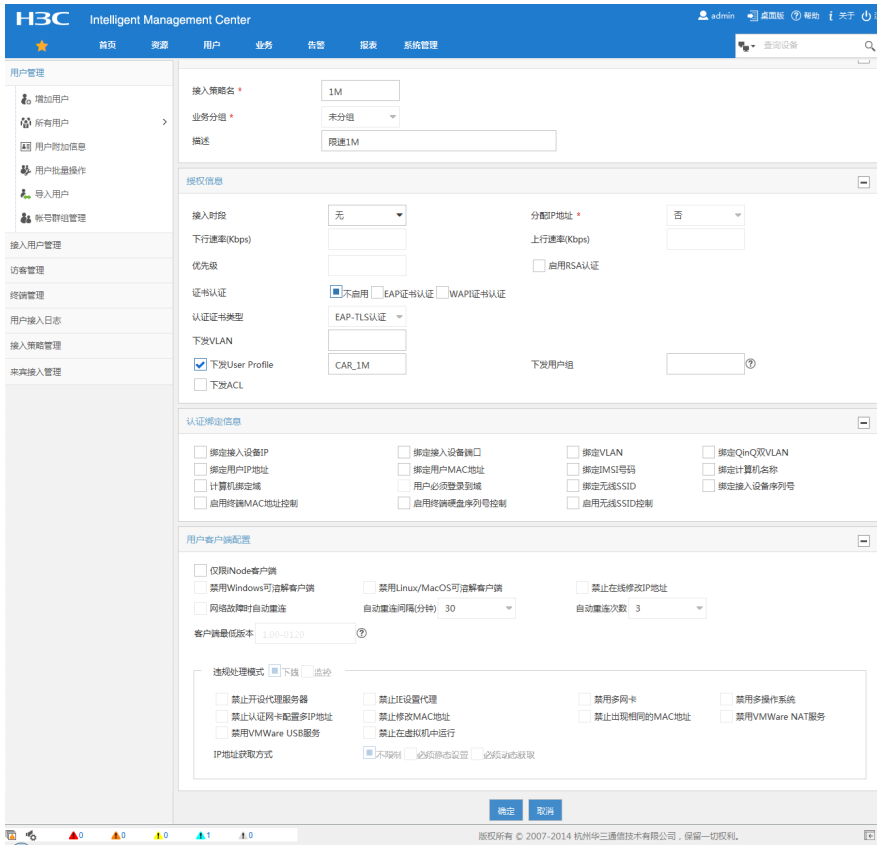 H3C Intelligent Management Center admin 桌面版 帮助 关于
首页 资源 用户 业务 告警 报表 系统管理 查询设备
用户管理
增加用户
所有用户
用户附加信息
用户批量操作
导入用户
帐号群组管理
接入用户管理
访客管理
终端管理
用户接入日志
接入策略管理
来宾接入管理
接入策略名 * 1M
业务分组 * 未分组
描述 限速1M
授权信息
接入时段 无 分配IP地址 * 否
下行速率(Kbps) 上行速率(Kbps)
优先级 启用RSA认证
证书认证 不启用 EAP证书认证 WAPI证书认证
认证证书类型 EAP-TLS认证
下发VLAN
下发User Profile CAR_1M 下发用户组
下发ACL
认证绑定信息
绑定接入设备IP 绑定接入设备端口 绑定VLAN 绑定QinQ双VLAN
绑定用户IP地址 绑定用户MAC地址 绑定IMSI号码 绑定计算机名称
计算机绑定域 用户必须登录到域 绑定无线SSID 绑定接入设备序列号
启用终端MAC地址控制 启用终端硬盘序列号控制 启用无线SSID控制
用户客户端配置
仅限iNode客户端
禁用Windows可溶解客户端 禁用Linux/MacOS可溶解客户端 禁止在线修改IP地址
网络故障时自动重连 自动重连间隔(分钟) 30 自动重连次数 3
客户端最低版本 1.00-0120
违规处理模式 下线 监控
禁止开设代理服务器 禁止IE设置代理 禁用多网卡 禁用多操作系统
禁止认证网卡配置多IP地址 禁止修改MAC地址 禁止出现相同的MAC地址 禁用VMWare NAT服务
禁用VMWare USB服务 禁止在虚拟机中运行
IP地址获取方式 不限制 必须静态设置 必须动态获取
确定 取消
0 0 0 1 0 版权所有 © 2007-2014 杭州华三通信技术有限公司，保留一切权利。